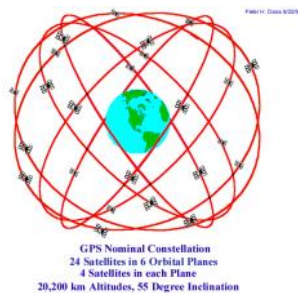 GPS Nominal Constellation
24 Satellites in 6 Orbital Planes
4 Satellites in each Plane
20,200 km Altitudes, 55 Degree Inclination